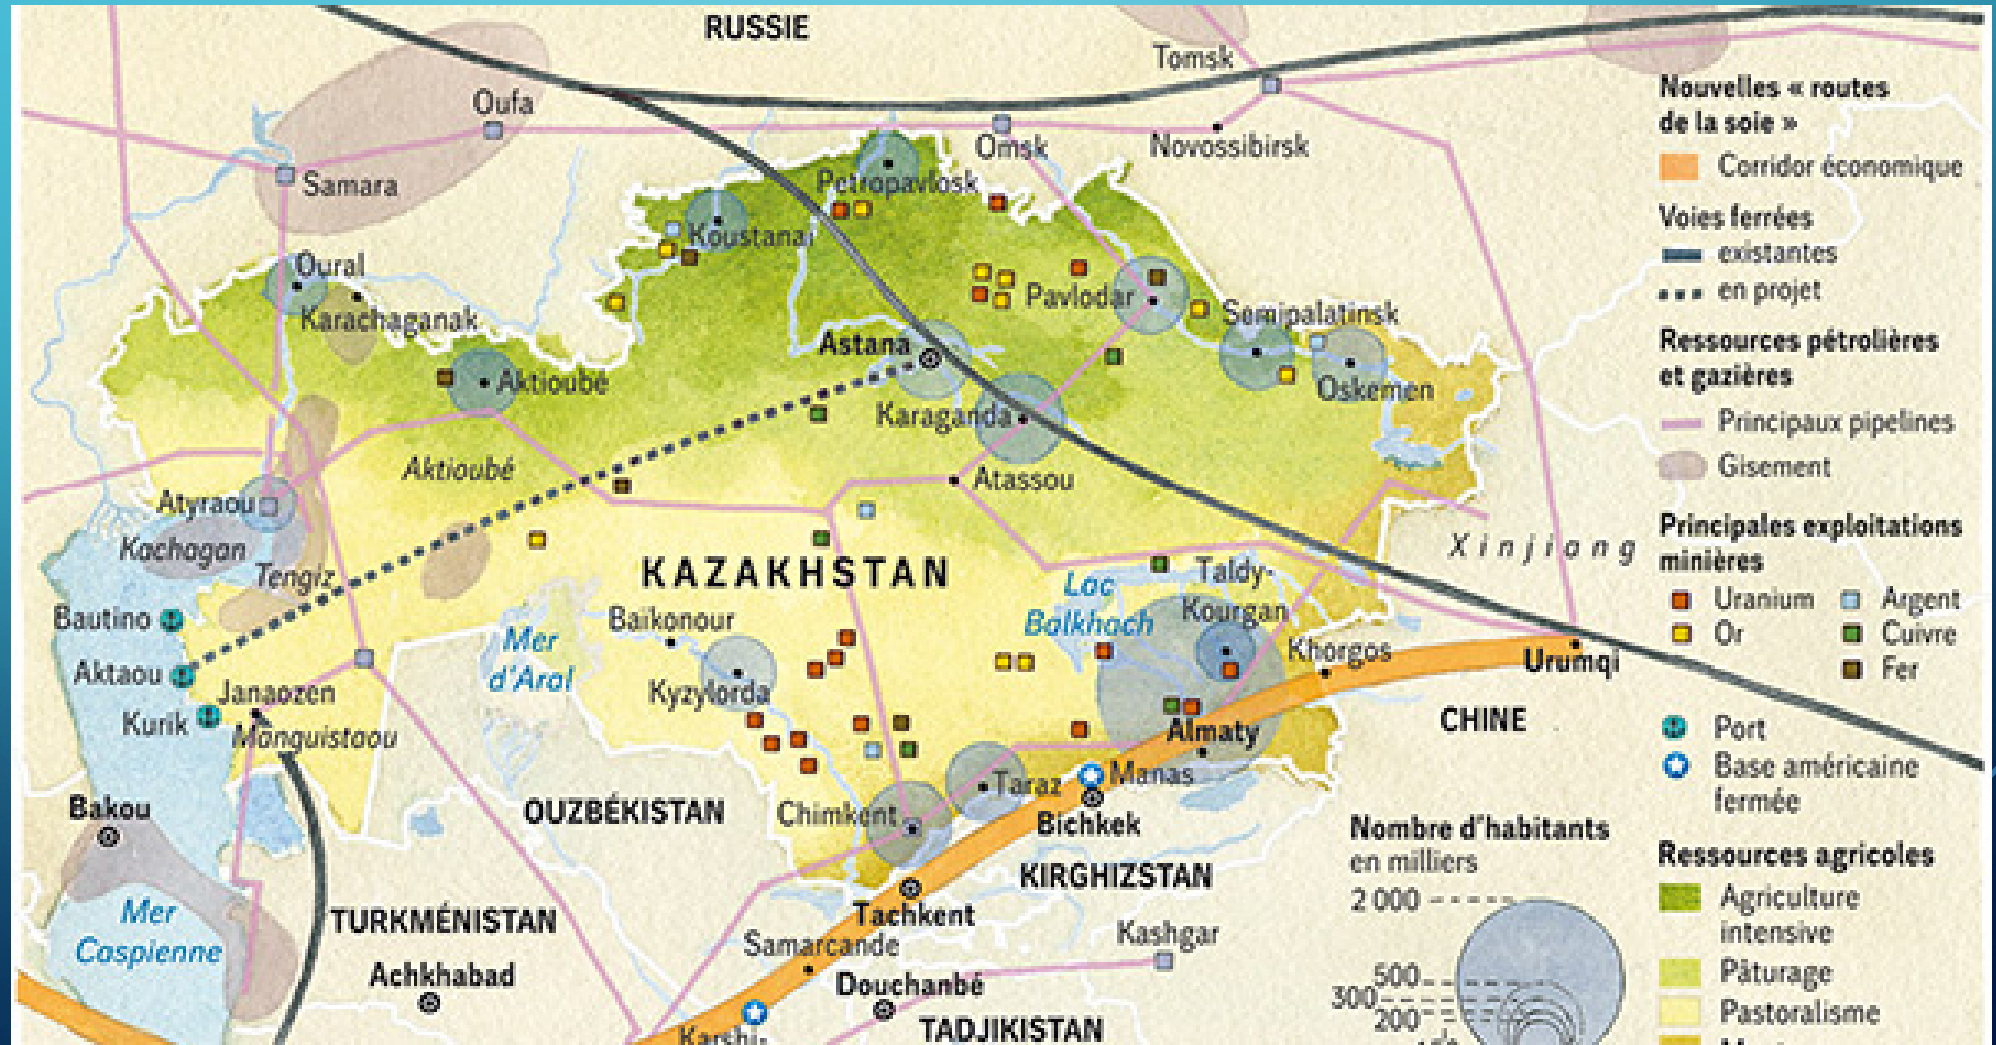 RUSSIE
Tomsk
Oufa
Omsk
Novossibirsk
Samara
Petropavlosk
Koustanaï
Oural
Karachaganak
Pavlodar
Semipalatinsk
Astana
Aktioubé
Oskemen
Karaganda
Aktioubé
Atassou
Atyraou
Kachagan
Tengiz
KAZAKHSTAN
Xinjiang
Lac
Balkhach
Taldy-
Kourgan
Bautino
Baïkonour
Mer
d'Aral
Khorgos
Urumqi
Aktaou
Janaozen
Kyzylorda
Kurik
Manguistaou
CHINE
Almaty
Manas
Taraz
Bakou
OUZBÉKISTAN
Chimkent
Bichkek
KIRGHIZSTAN
TURKMÉNISTAN
Tachkent
Samarcande
Kashgar
Mer
Caspienne
Achkhabad
Douchanbé
TADJIKISTAN
Karshi-
Nouvelles « routes
de la soie »
Corridor économique
Voies ferrées
existantes
en projet
Ressources pétrolières
et gazières
Principaux pipelines
Gisement
Principales exploitations
minières
Uranium
Argent
Or
Cuivre
Fer
Port
Base américaine
fermée
Nombre d'habitants
en milliers
2 000
500
300
200
Ressources agricoles
Agriculture
intensive
Pâturage
Pastoralisme